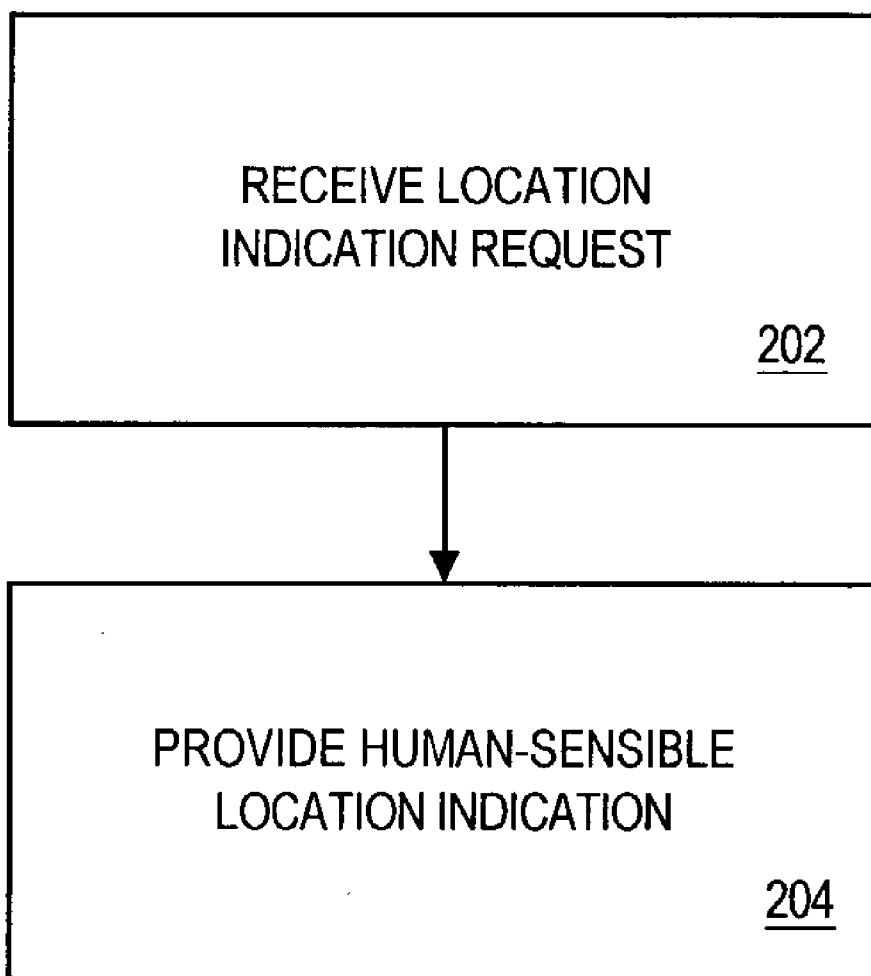 RECEIVE LOCATION
INDICATION REQUEST
202
PROVIDE HUMAN-SENSIBLE
LOCATION INDICATION
204